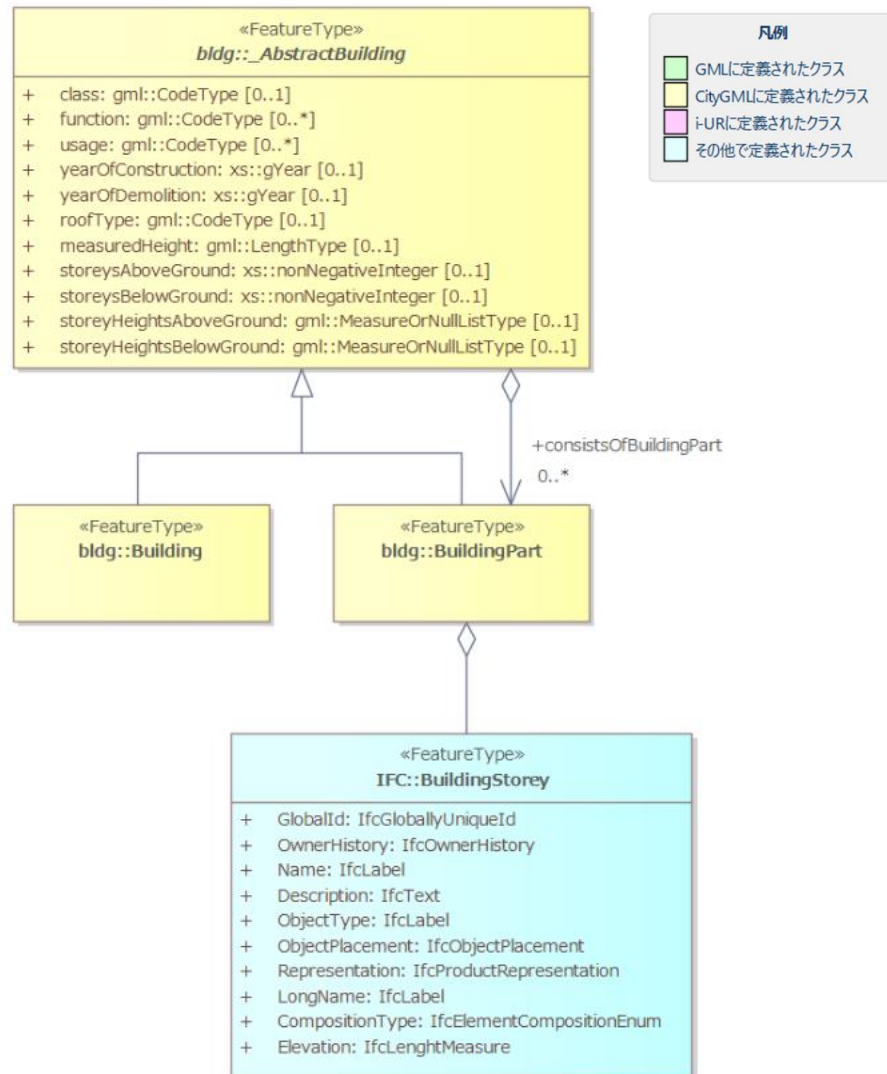 «FeatureType»
bldg::_AbstractBuilding
+ class: gml::CodeType [0..1]
+ function: gml::CodeType [0..*]
+ usage: gml::CodeType [0..*]
+ yearOfConstruction: xs::gYear [0..1]
+ yearOfDemolition: xs::gYear [0..1]
+ roofType: gml::CodeType [0..1]
+ measuredHeight: gml::LengthType [0..1]
+ storeysAboveGround: xs::nonNegativeInteger [0..1]
+ storeysBelowGround: xs::nonNegativeInteger [0..1]
+ storeyHeightsAboveGround: gml::MeasureOrNullListType [0..1]
+ storeyHeightsBelowGround: gml::MeasureOrNullListType [0..1]
凡例
GMLに定義されたクラス
CityGMLに定義されたクラス
i-URに定義されたクラス
その他で定義されたクラス
+consistsOfBuildingPart
0..*
«FeatureType»
bldg::Building
«FeatureType»
bldg::BuildingPart
«FeatureType»
IFC::BuildingStorey
+ GlobalId: IfcGloballyUniqueId
+ OwnerHistory: IfcOwnerHistory
+ Name: IfcLabel
+ Description: IfcText
+ ObjectType: IfcLabel
+ ObjectPlacement: IfcObjectPlacement
+ Representation: IfcProductRepresentation
+ LongName: IfcLabel
+ CompositionType: IfcElementCompositionEnum
+ Elevation: IfcLenghtMeasure